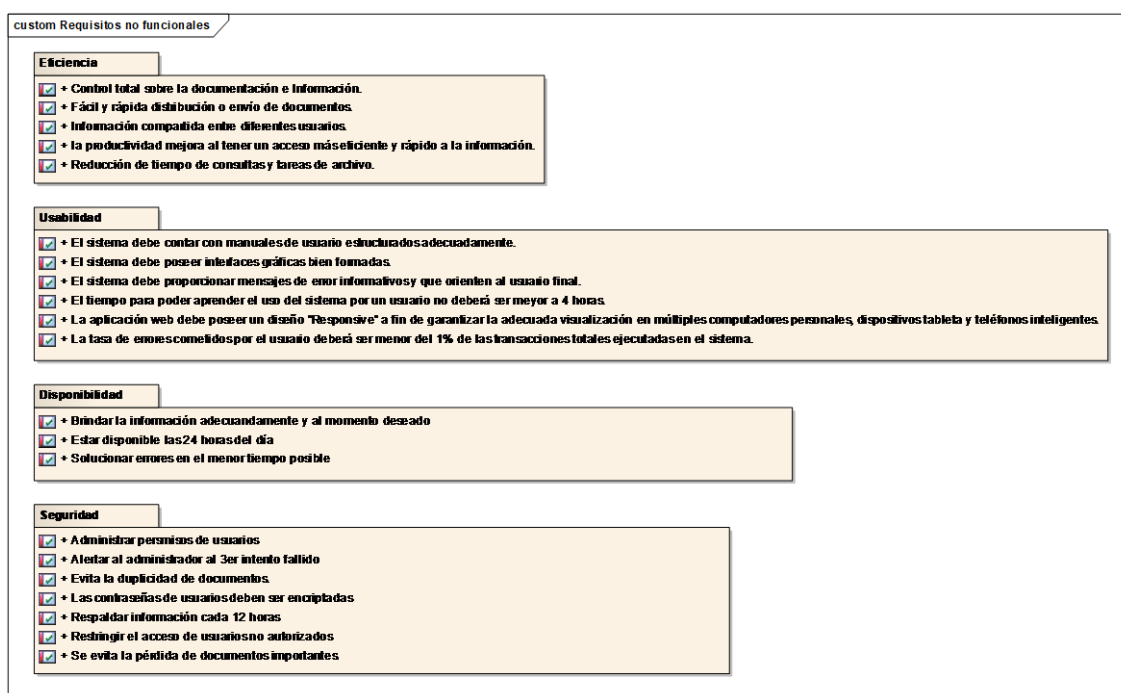 custom Requisitos no funcionales
Eficiencia
+ Control total sobre la documentación e Información.
+ Fácil y rápida distribución o envío de documentos.
+ Información compartida entre diferentes usuarios.
+ la productividad mejora al tener un acceso más eficiente y rápido a la información.
+ Reducción de tiempo de consultas y tareas de archivo.
Usabilidad
+ El sistema debe contar con manuales de usuario estructurados adecuadamente.
+ El sistema debe poseer interfaces gráficas bien formadas.
+ El sistema debe proporcionar mensajes de error informativos y que orienten al usuario final.
+ El tiempo para poder aprender el uso del sistema por un usuario no deberá ser meyor a 4 horas.
+ La aplicación web debe poseer un diseño "Responsive" a fin de garantizar la adecuada visualización en múltiples computadores personales, dispositivos tableta y teléfonos inteligentes.
+ La tasa de errores cometidos por el usuario deberá ser menor del 1% de las transacciones totales ejecutadas en el sistema.
Disponibilidad
+ Brindar la información adecuandamente y al momento deseado
+ Estar disponible las 24 horas del día
+ Solucionar errores en el menor tiempo posible
Seguridad
+ Administrar persmisos de usuarios
+ Alertar al administrador al 3er intento fallido
+ Evita la duplicidad de documentos.
+ Las contraseñas de usuarios deben ser encriptadas
+ Respaldar información cada 12 horas
+ Restringir el acceso de usuarios no autorizados
+ Se evita la pérdida de documentos importantes.